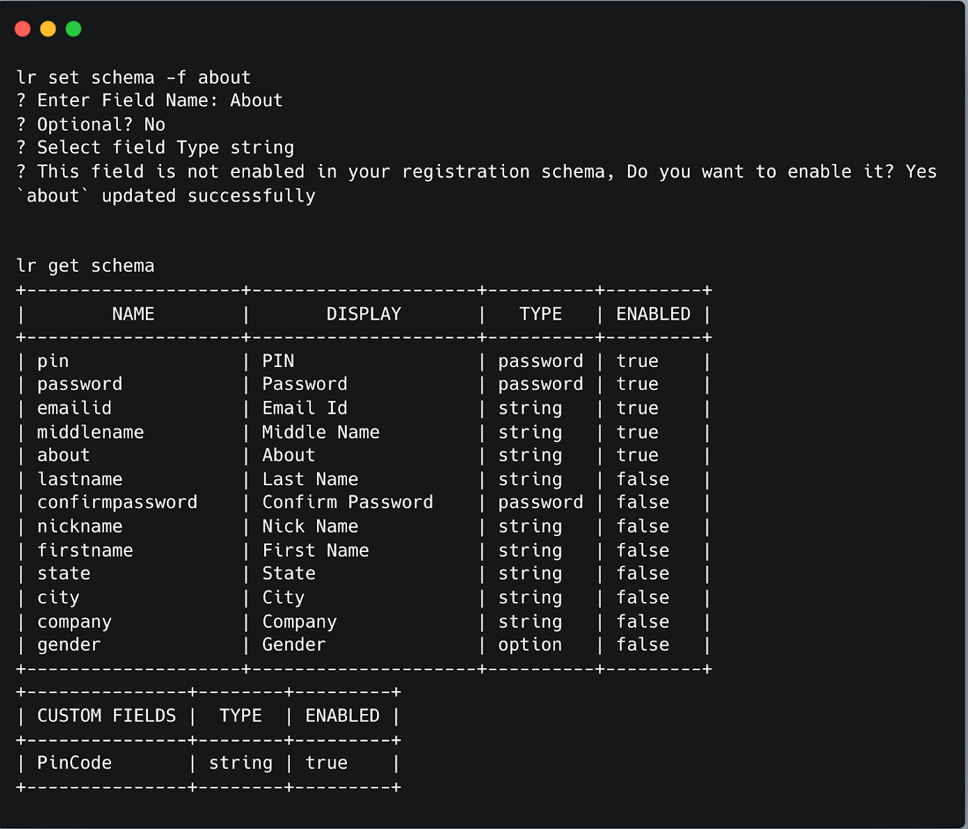 lr set schema -f about
? Enter Field Name: About
? Optional? No
? Select field Type string
? This field is not enabled in your registration schema, Do you want to enable it? Yes
`about` updated successfully
lr get schema
+--------------------+---------------------+----------+---------+
|        NAME        |       DISPLAY       |   TYPE   | ENABLED |
+--------------------+---------------------+----------+---------+
| pin                | PIN                 | password | true    |
| password           | Password            | password | true    |
| emailid            | Email Id            | string   | true    |
| middlename         | Middle Name         | string   | true    |
| about              | About               | string   | true    |
| lastname           | Last Name           | string   | false   |
| confirmpassword    | Confirm Password    | password | false   |
| nickname           | Nick Name           | string   | false   |
| firstname          | First Name          | string   | false   |
| state              | State               | string   | false   |
| city               | City                | string   | false   |
| company            | Company             | string   | false   |
| gender             | Gender              | option   | false   |
+--------------------+---------------------+----------+---------+
+---------------+--------+---------+
| CUSTOM FIELDS |  TYPE  | ENABLED |
+---------------+--------+---------+
| PinCode       | string | true    |
+---------------+--------+---------+